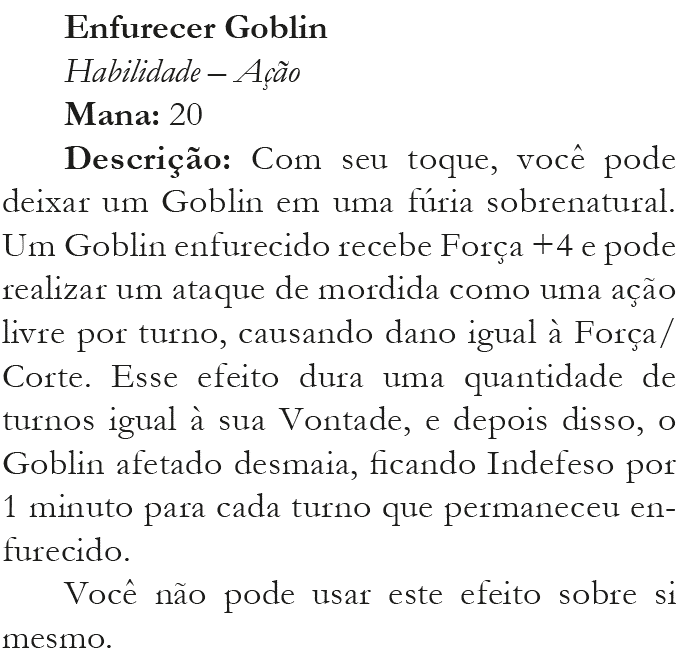 Enfurecer Goblin
Habilidade – Ação
Mana: 20
Descrição: Com seu toque, você pode
deixar um Goblin em uma fúria sobrenatural.
Um Goblin enfurecido recebe Força +4 e pode
realizar um ataque de mordida como uma ação
livre por turno, causando dano igual à Força/
Corte. Esse efeito dura uma quantidade de
turnos igual à sua Vontade, e depois disso, o
Goblin afetado desmaia, ficando Indefeso por
1 minuto para cada turno que permaneceu en-
furecido.
Você não pode usar este efeito sobre si
mesmo.